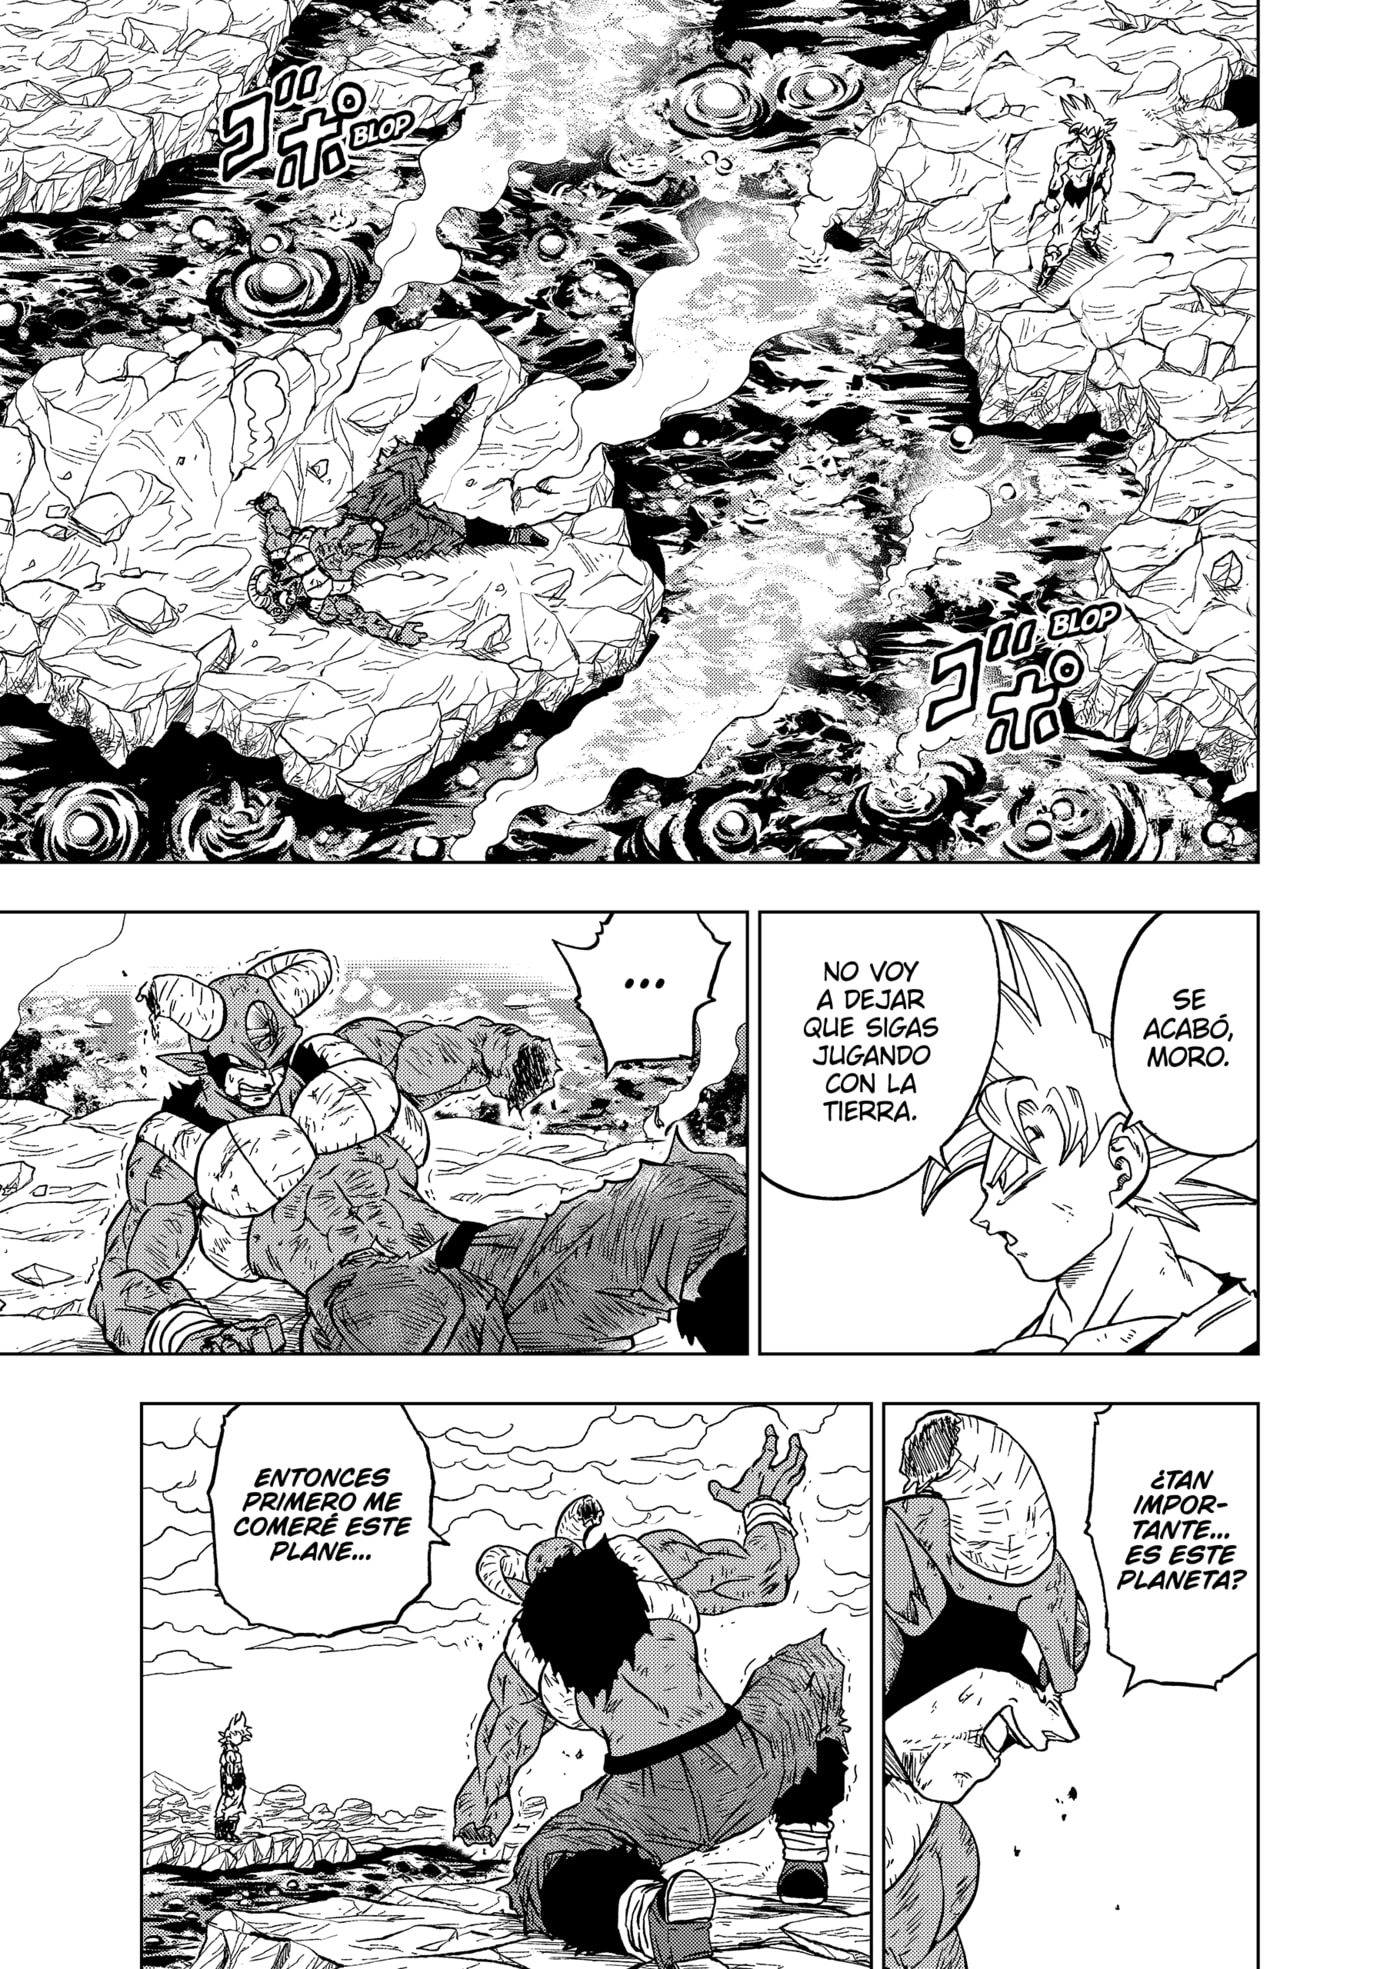 ゴポ
BLOP
ゴポ
BLOP
SE
ACABÓ,
MORO.
NO VOY
A DEJAR
QUE SIGAS
JUGANDO
CON LA
TIERRA.
...
¿TAN
IMPOR-
TANTE...
ES ESTE
PLANETA?
ENTONCES
PRIMERO ME
COMERÉ ESTE
PLANE...